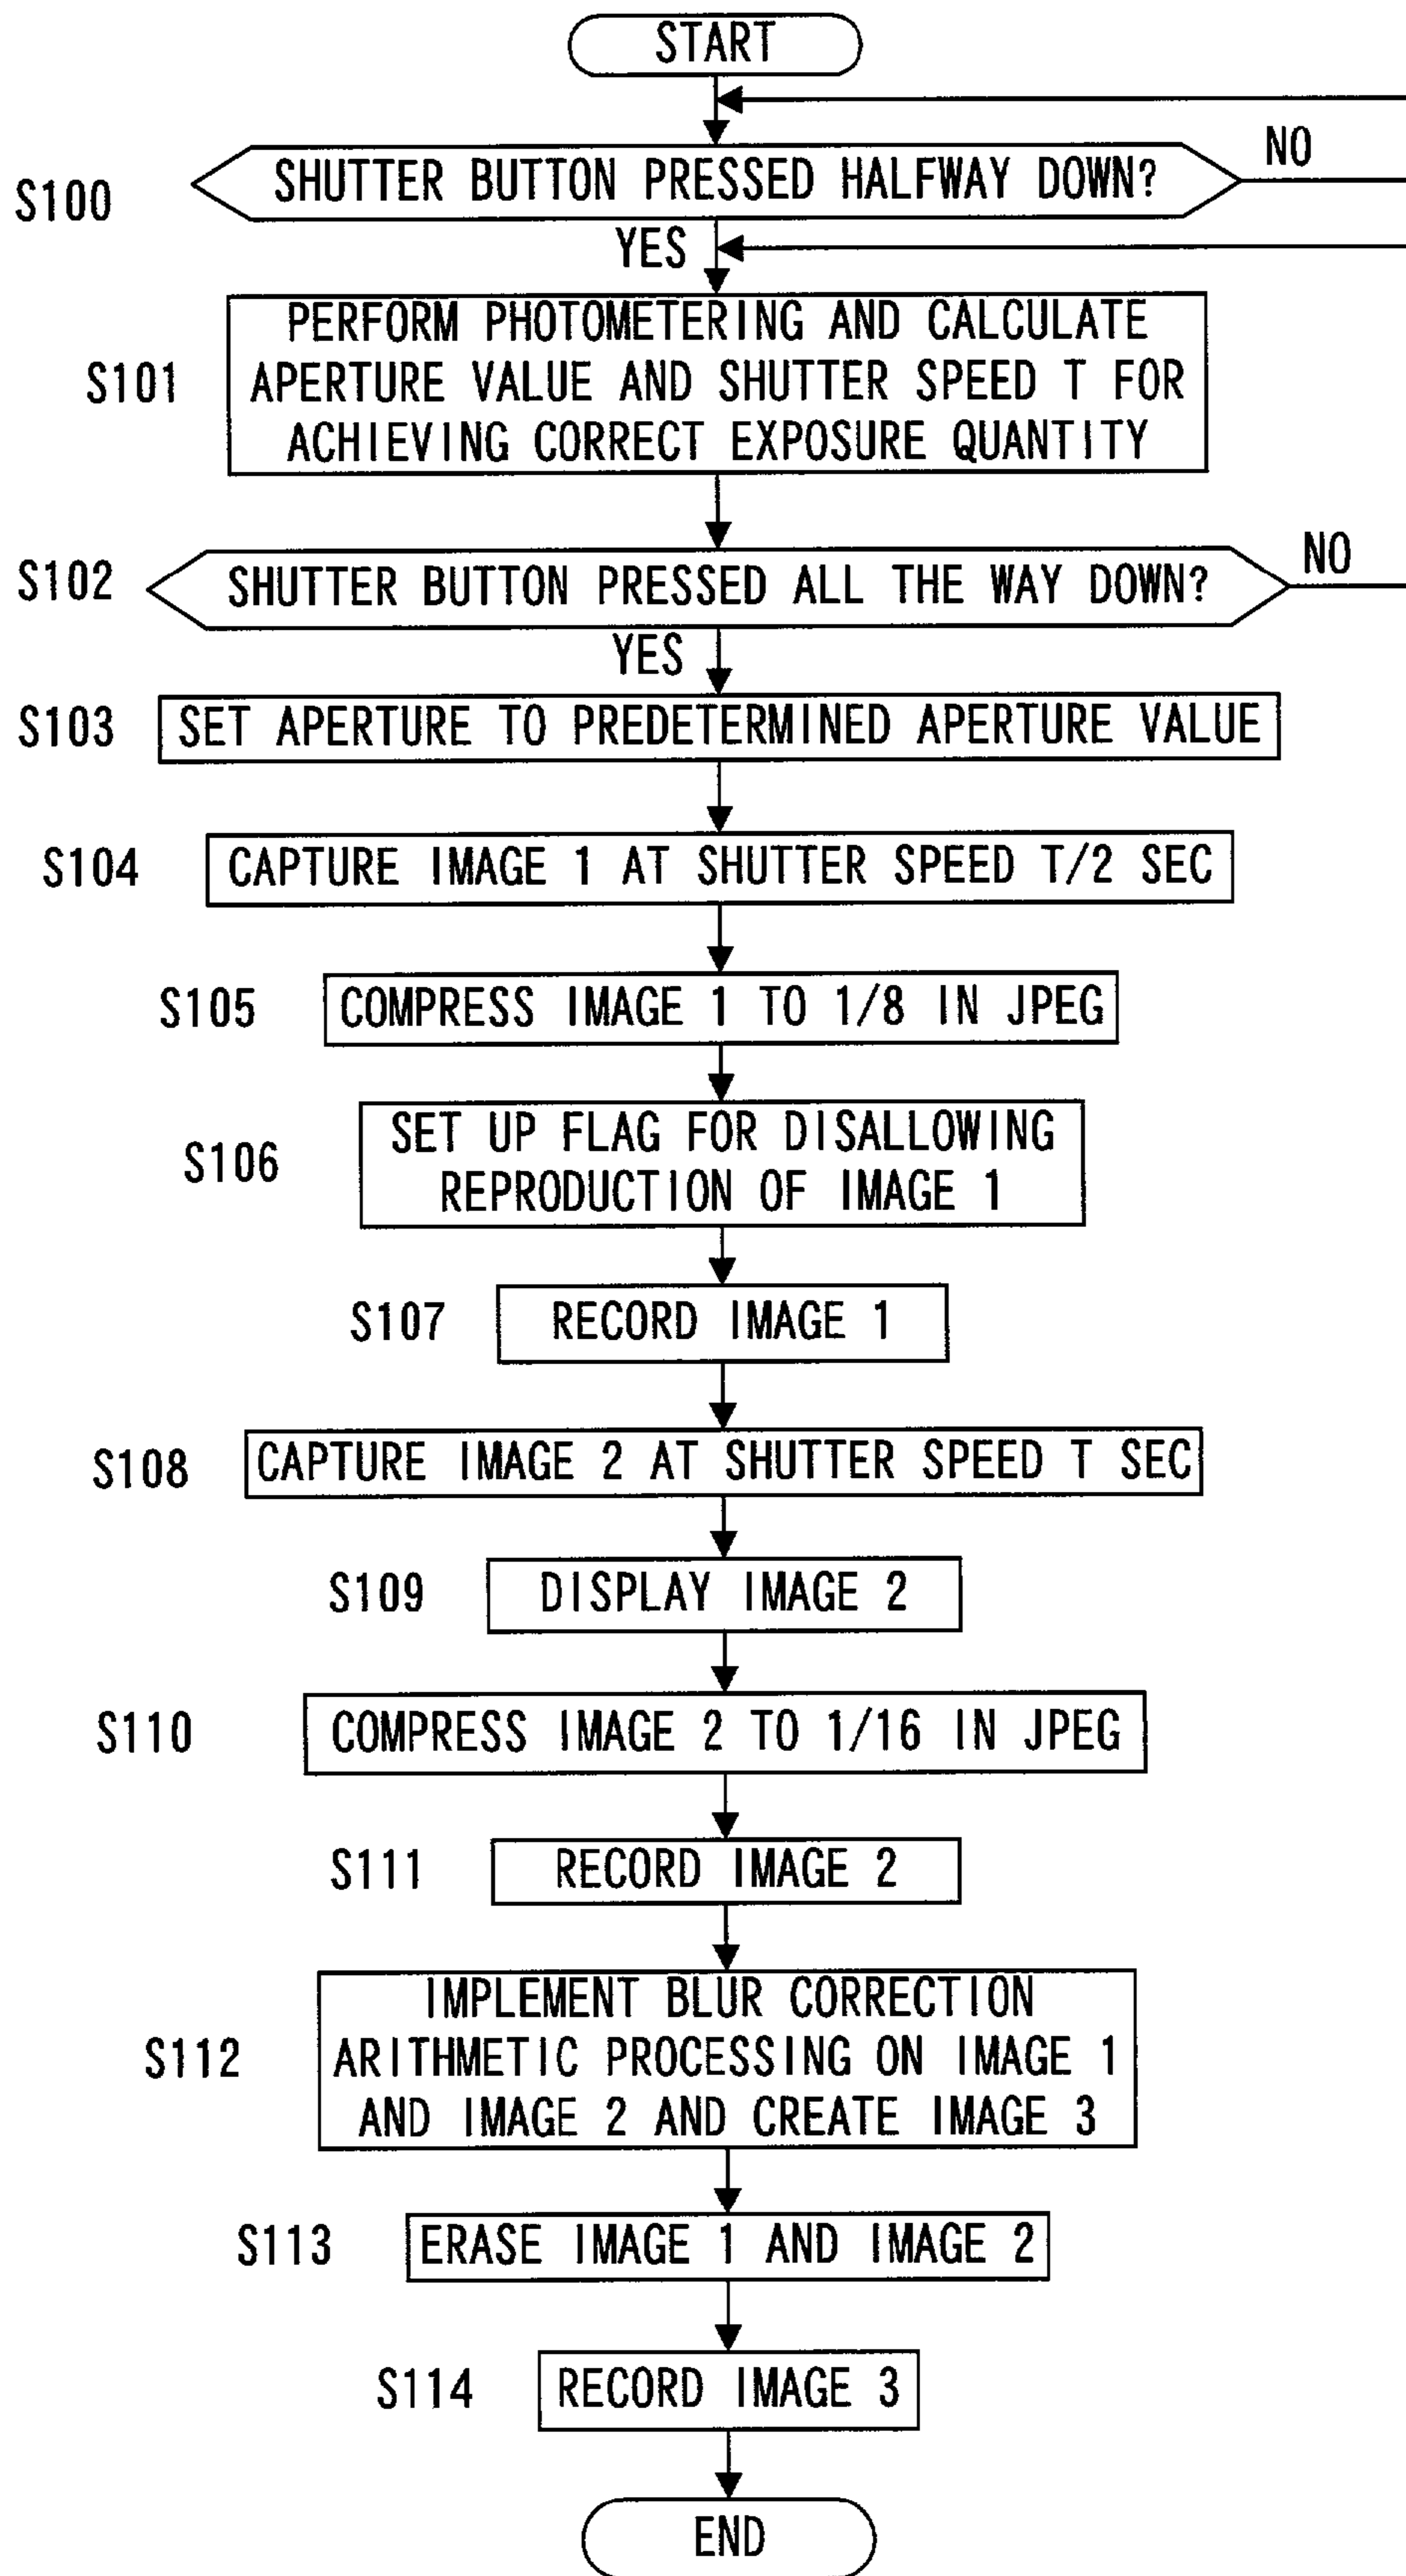 START
SHUTTER BUTTON PRESSED HALFWAY DOWN?
NO
S100
YES
PERFORM PHOTOMETERING AND CALCULATE
S101
APERTURE VALUE AND SHUTTER SPEED T FOR
ACHIEVING CORRECT EXPOSURE QUANTITY
S102
SHUTTER BUTTON PRESSED ALL THE WAY DOWN?
NO
YES
S103
SET APERTURE TO PREDETERMINED APERTURE VALUE
S104
CAPTURE IMAGE 1 AT SHUTTER SPEED T/2 SEC
S105
COMPRESS IMAGE 1 TO 1/8 IN JPEG
S106
SET UP FLAG FOR DISALLOWING
REPRODUCTION OF IMAGE 1
S107
RECORD IMAGE 1
S108
CAPTURE IMAGE 2 AT SHUTTER SPEED T SEC
S109
DISPLAY IMAGE 2
S110
COMPRESS IMAGE 2 TO 1/16 IN JPEG
S111
RECORD IMAGE 2
S112
IMPLEMENT BLUR CORRECTION
ARITHMETIC PROCESSING ON IMAGE 1
AND IMAGE 2 AND CREATE IMAGE 3
S113
ERASE IMAGE 1 AND IMAGE 2
S114
RECORD IMAGE 3
END